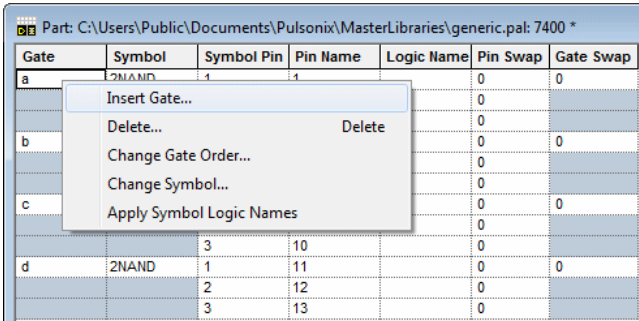 Part: C:\Users\Public\Documents\Pulsonix\MasterLibraries\generic.pal: 7400 *
Gate Symbol Symbol Pin Pin Name Logic Name Pin Swap Gate Swap
a 2NAND 1 1 0 0
Insert Gate... 0
Delete... Delete 0
b 0 0
Change Gate Order... 0
Change Symbol... 0
c 0 0
Apply Symbol Logic Names 0
3 10 0
d 2NAND 1 11 0 0
2 12 0
3 13 0